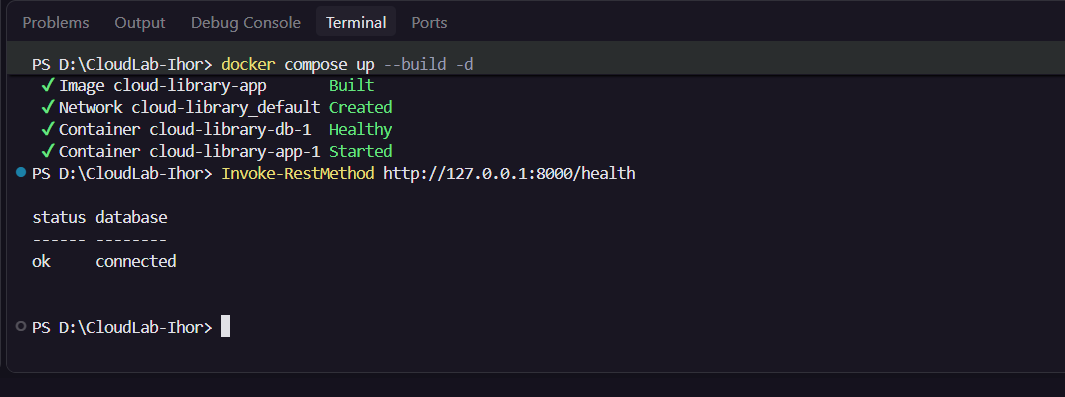 Problems Output Debug Console Terminal Ports
PS D:\CloudLab-Ihor> docker compose up --build -d
✓ Image cloud-library-app Built
✓ Network cloud-library_default Created
✓ Container cloud-library-db-1 Healthy
✓ Container cloud-library-app-1 Started
PS D:\CloudLab-Ihor> Invoke-RestMethod http://127.0.0.1:8000/health
status database
------ --------
ok connected
PS D:\CloudLab-Ihor>